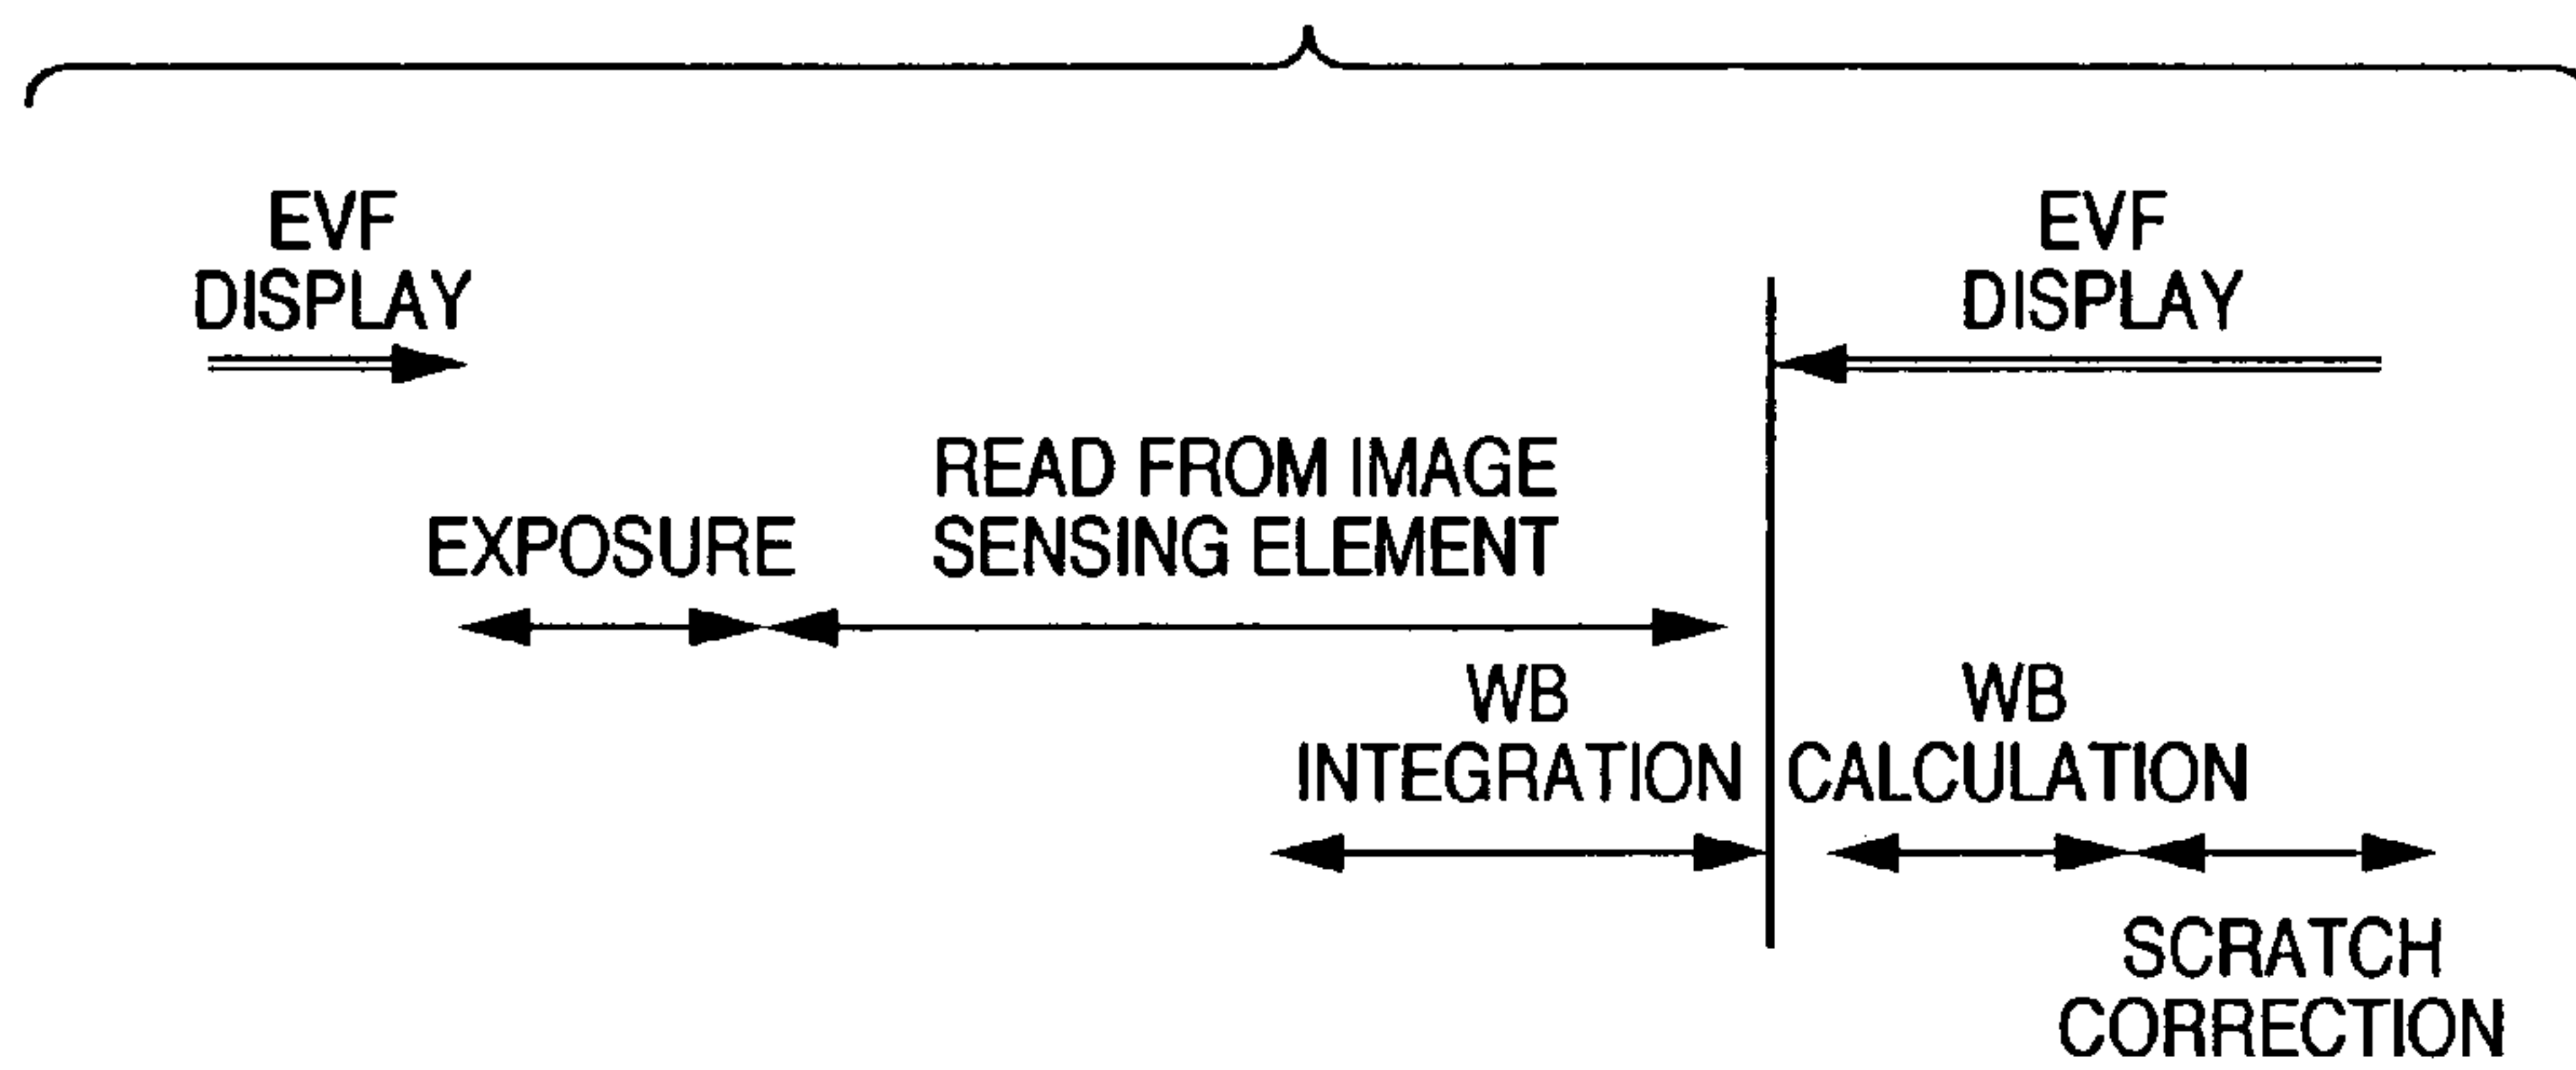 EVF
DISPLAY
EVF
DISPLAY
EXPOSURE
READ FROM IMAGE
SENSING ELEMENT
WB
INTEGRATION
WB
CALCULATION
SCRATCH
CORRECTION